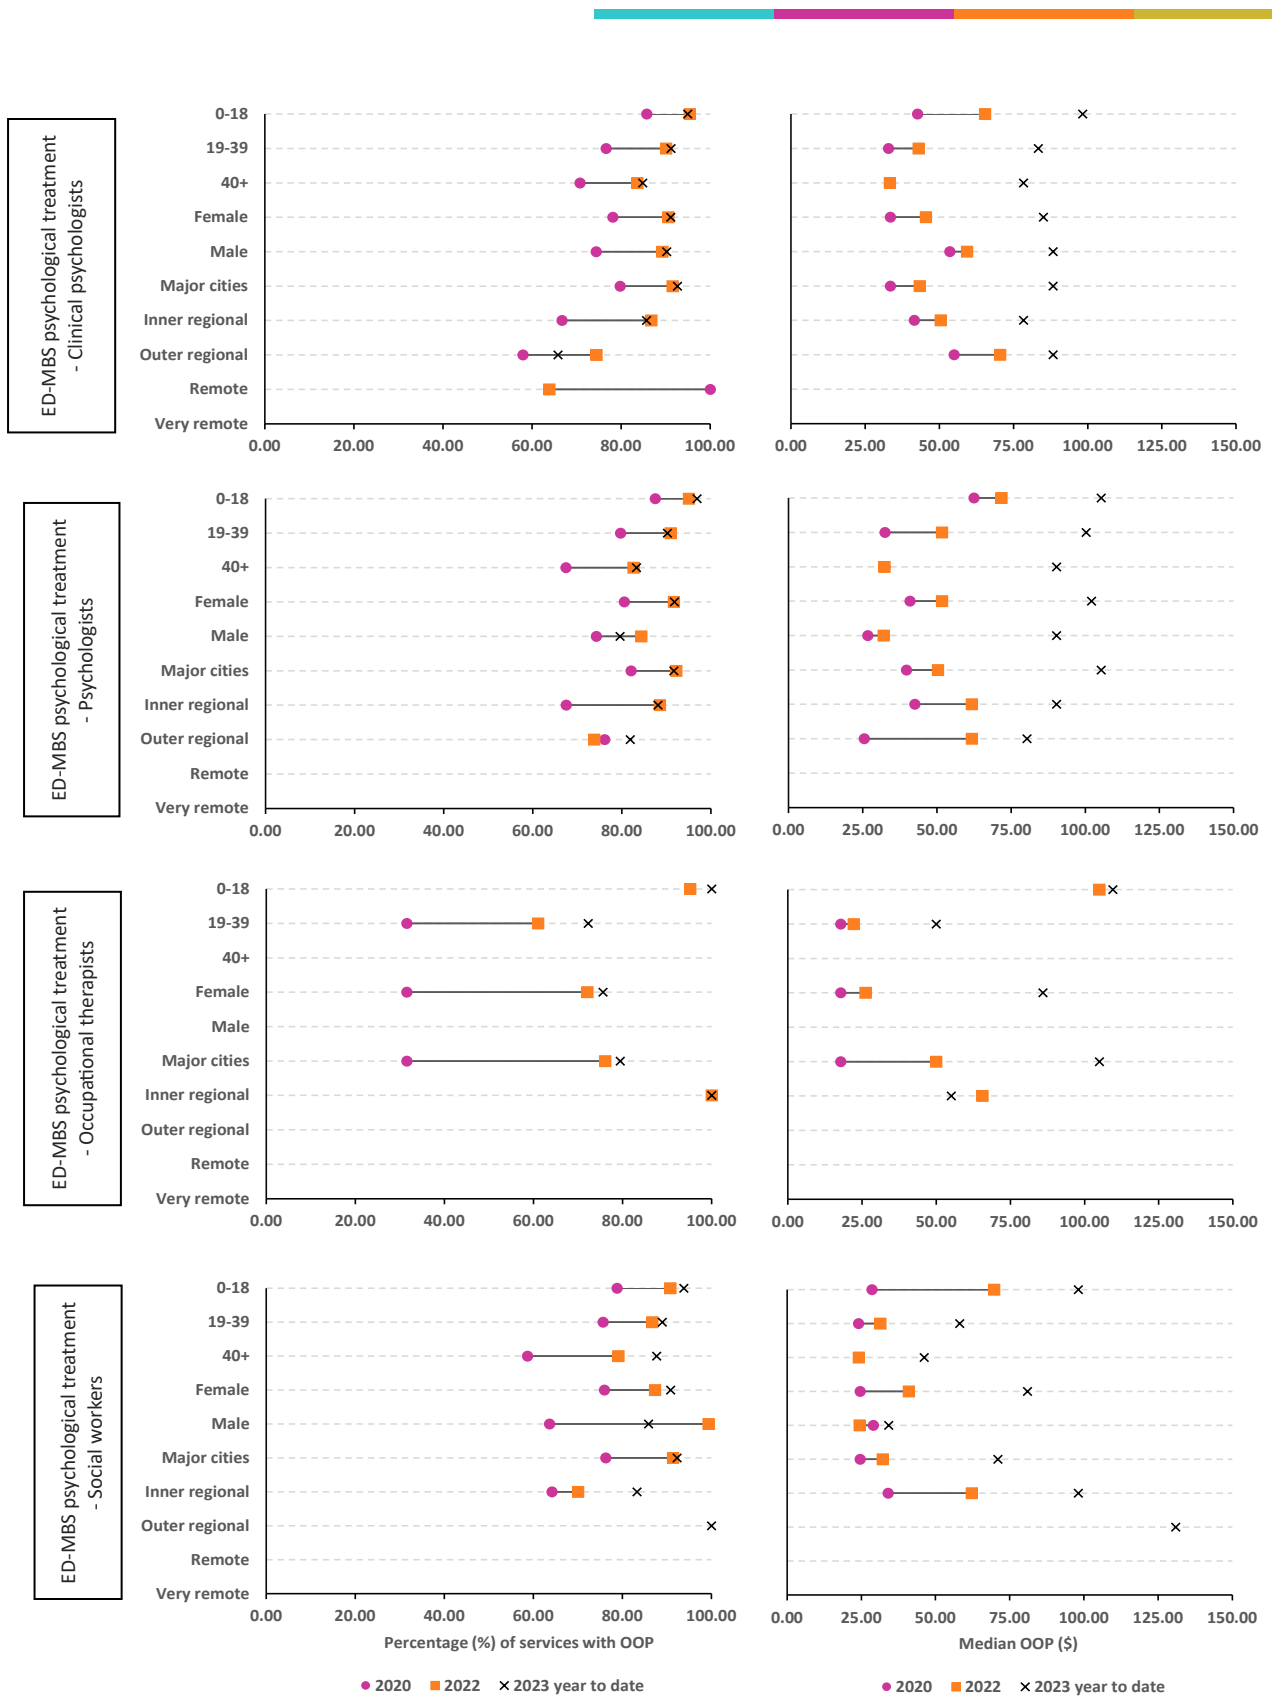 ED-MBS psychological treatment
- Clinical psychologists
0-18
19-39
40+
Female
Male
Major cities
Inner regional
Outer regional
Remote
Very remote
0.00 20.00 40.00 60.00 80.00 100.00
0.00 25.00 50.00 75.00 100.00 125.00 150.00
ED-MBS psychological treatment
- Psychologists
0-18
19-39
40+
Female
Male
Major cities
Inner regional
Outer regional
Remote
Very remote
0.00 20.00 40.00 60.00 80.00 100.00
0.00 25.00 50.00 75.00 100.00 125.00 150.00
ED-MBS psychological treatment
- Occupational therapists
0-18
19-39
40+
Female
Male
Major cities
Inner regional
Outer regional
Remote
Very remote
0.00 20.00 40.00 60.00 80.00 100.00
0.00 25.00 50.00 75.00 100.00 125.00 150.00
ED-MBS psychological treatment
- Social workers
0-18
19-39
40+
Female
Male
Major cities
Inner regional
Outer regional
Remote
Very remote
0.00 20.00 40.00 60.00 80.00 100.00
0.00 25.00 50.00 75.00 100.00 125.00 150.00
Percentage (%) of services with OOP
Median OOP ($)
2020 2022 2023 year to date
2020 2022 2023 year to date